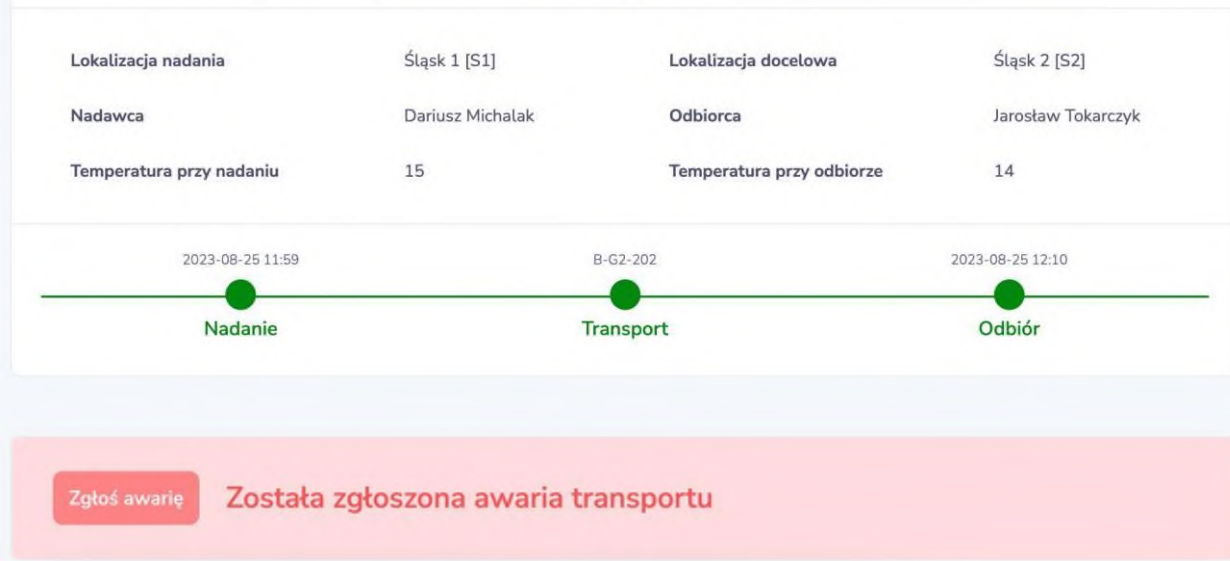 Lokalizacja nadania Śląsk 1 [S1] Lokalizacja docelowa Śląsk 2 [S2]
Nadawca Dariusz Michalak Odbiorca Jarosław Tokarczyk
Temperatura przy nadaniu 15 Temperatura przy odbiorze 14
2023-08-25 11:59 B-G2-202 2023-08-25 12:10
Nadanie Transport Odbiór
Zgłoś awarię Została zgłoszona awaria transportu